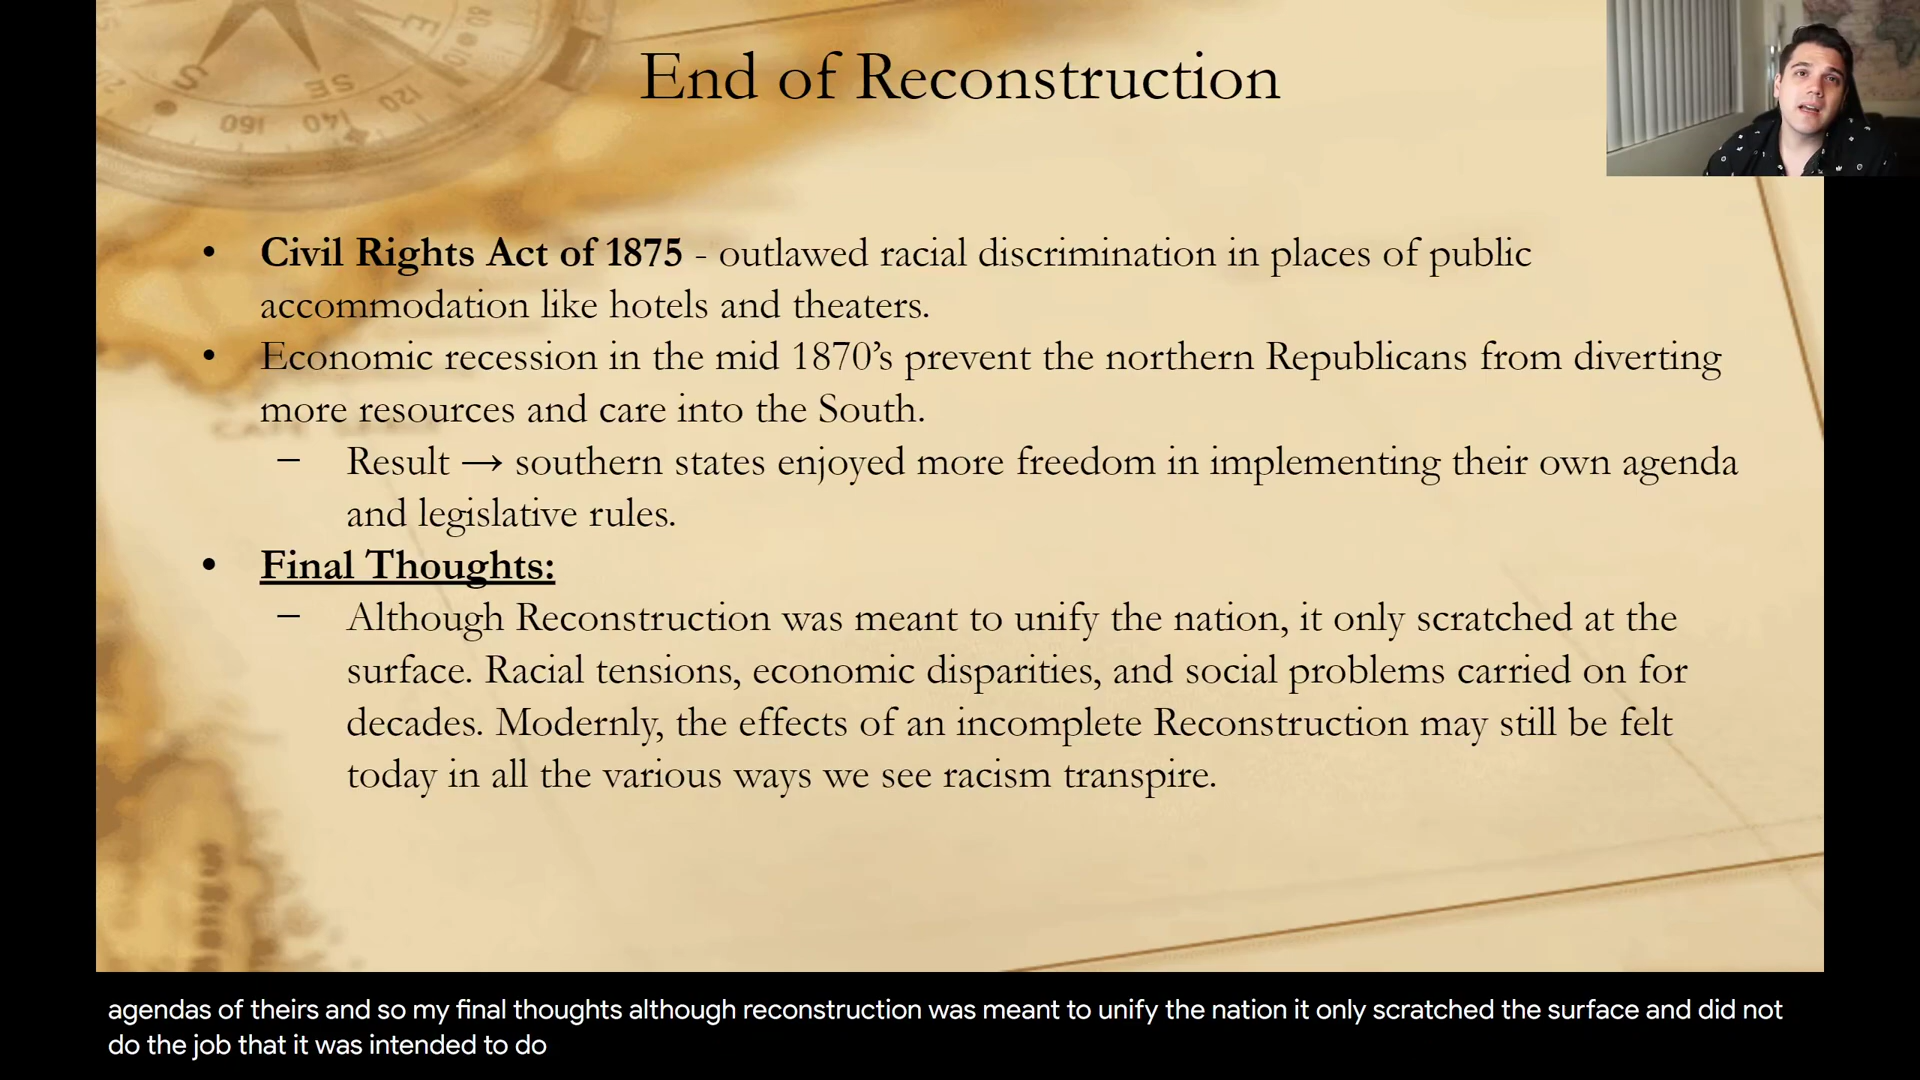 End of Reconstruction
S
SE
E
160
140
120
80
• Civil Rights Act of 1875 - outlawed racial discrimination in places of public
accommodation like hotels and theaters.
• Economic recession in the mid 1870’s prevent the northern Republicans from diverting
more resources and care into the South.
– Result → southern states enjoyed more freedom in implementing their own agenda
and legislative rules.
• Final Thoughts:
– Although Reconstruction was meant to unify the nation, it only scratched at the
surface. Racial tensions, economic disparities, and social problems carried on for
decades. Modernly, the effects of an incomplete Reconstruction may still be felt
today in all the various ways we see racism transpire.
agendas of theirs and so my final thoughts although reconstruction was meant to unify the nation it only scratched the surface and did not
do the job that it was intended to do